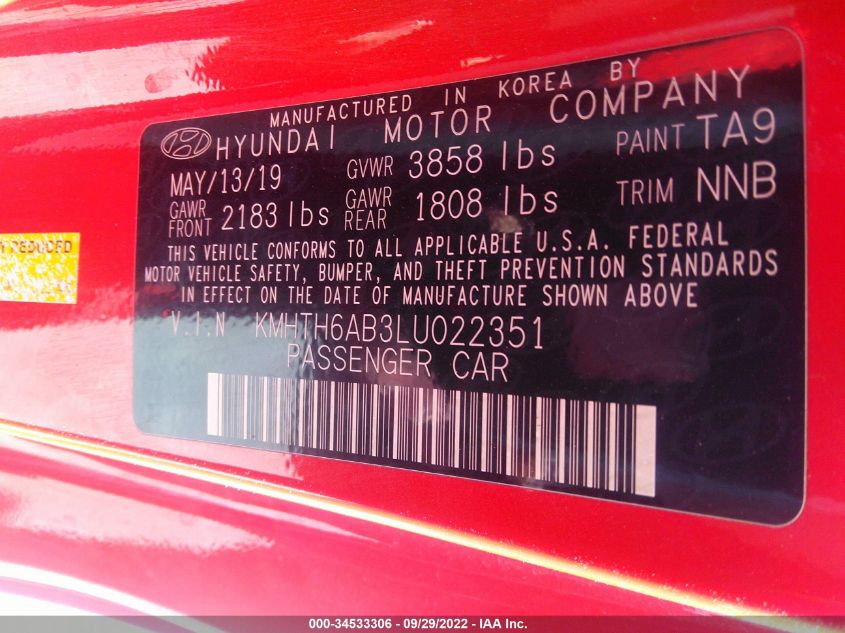 MANUFACTURED IN KOREA BY
HYUNDAI MOTOR COMPANY
MAY/13/19 GVWR 3858 lbs PAINT TA9
GAWR FRONT 2183 lbs GAWR REAR 1808 lbs TRIM NNB
THIS VEHICLE CONFORMS TO ALL APPLICABLE U.S.A. FEDERAL
MOTOR VEHICLE SAFETY, BUMPER, AND THEFT PREVENTION STANDARDS
IN EFFECT ON THE DATE OF MANUFACTURE SHOWN ABOVE
V.I.N KMHTH6AB3LU022351
PASSENGER CAR
REDUCED
000-34533306 - 09/29/2022 - IAA Inc.